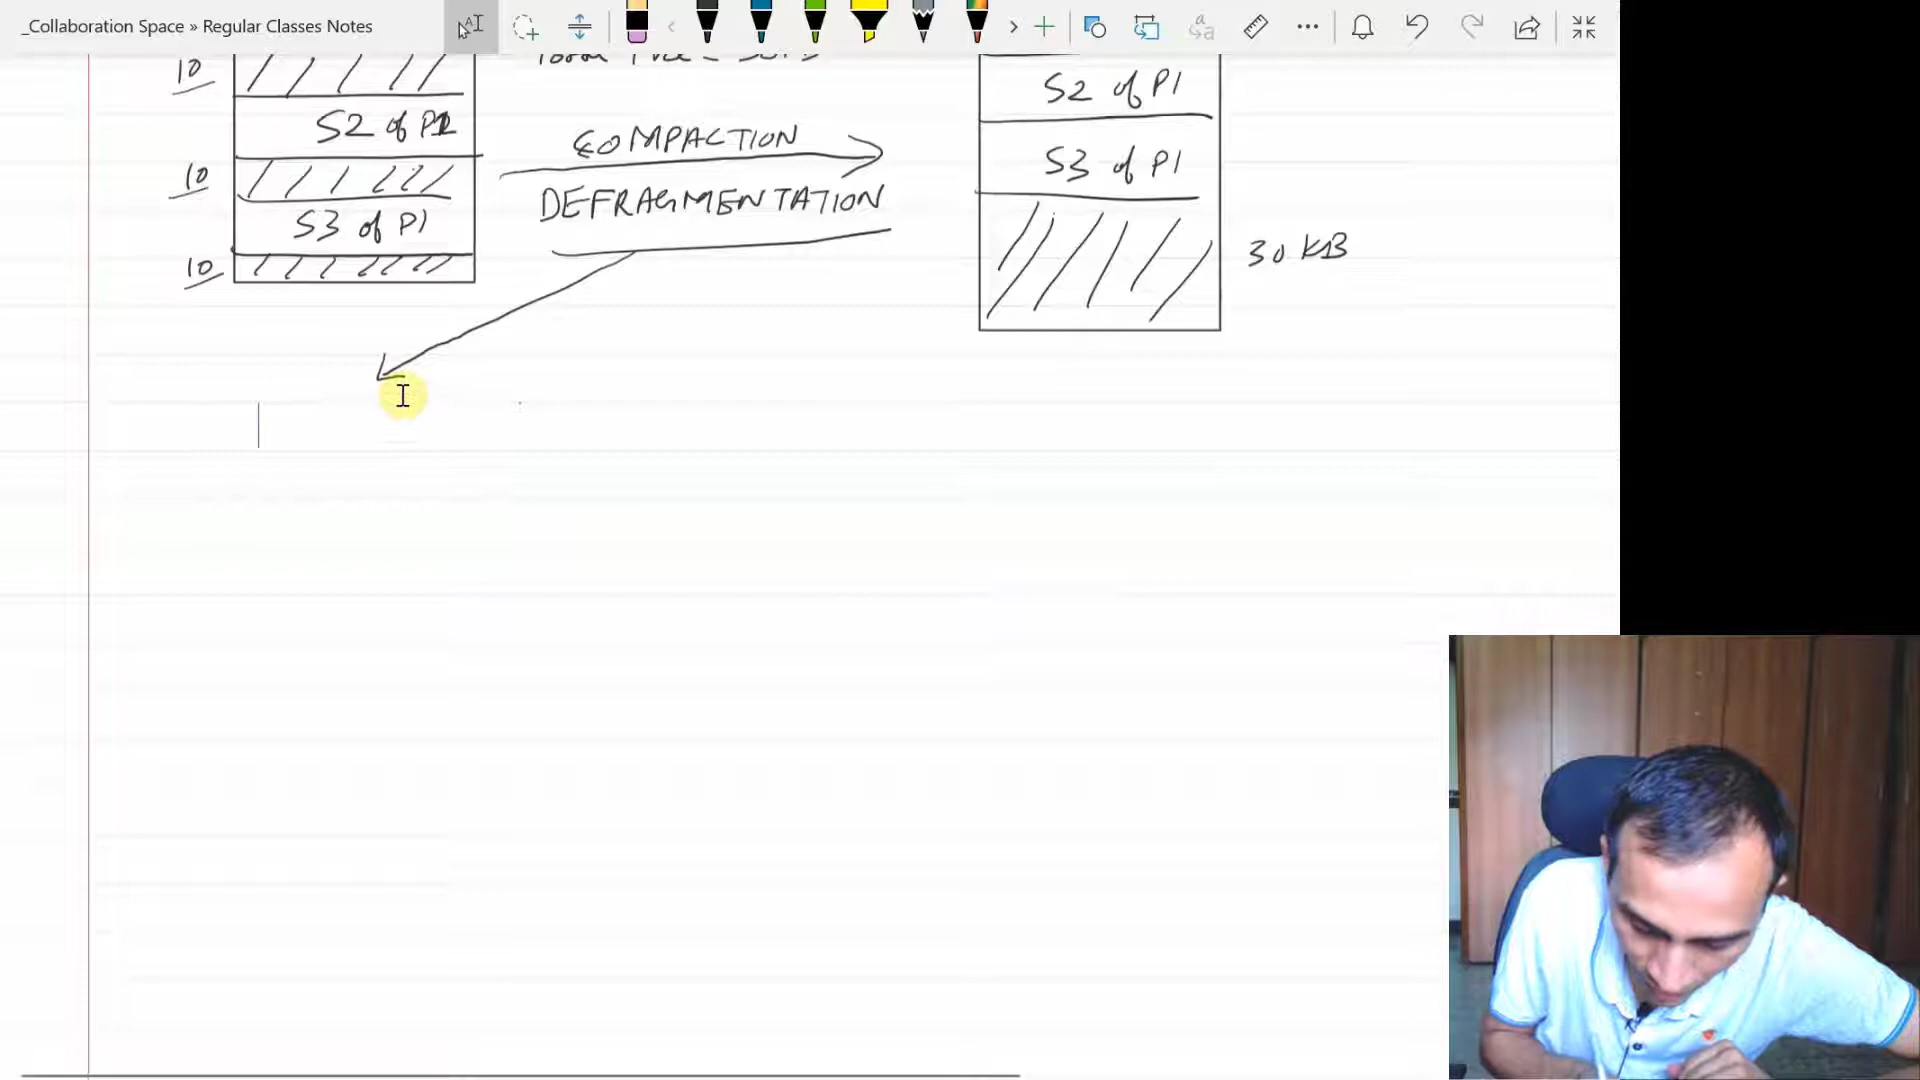 _Collaboration Space » Regular Classes Notes
10
S2 of P1
10
S3 of P1
10
COMPACTION
DEFRAGMENTATION
S2 of P1
S3 of P1
30 KB